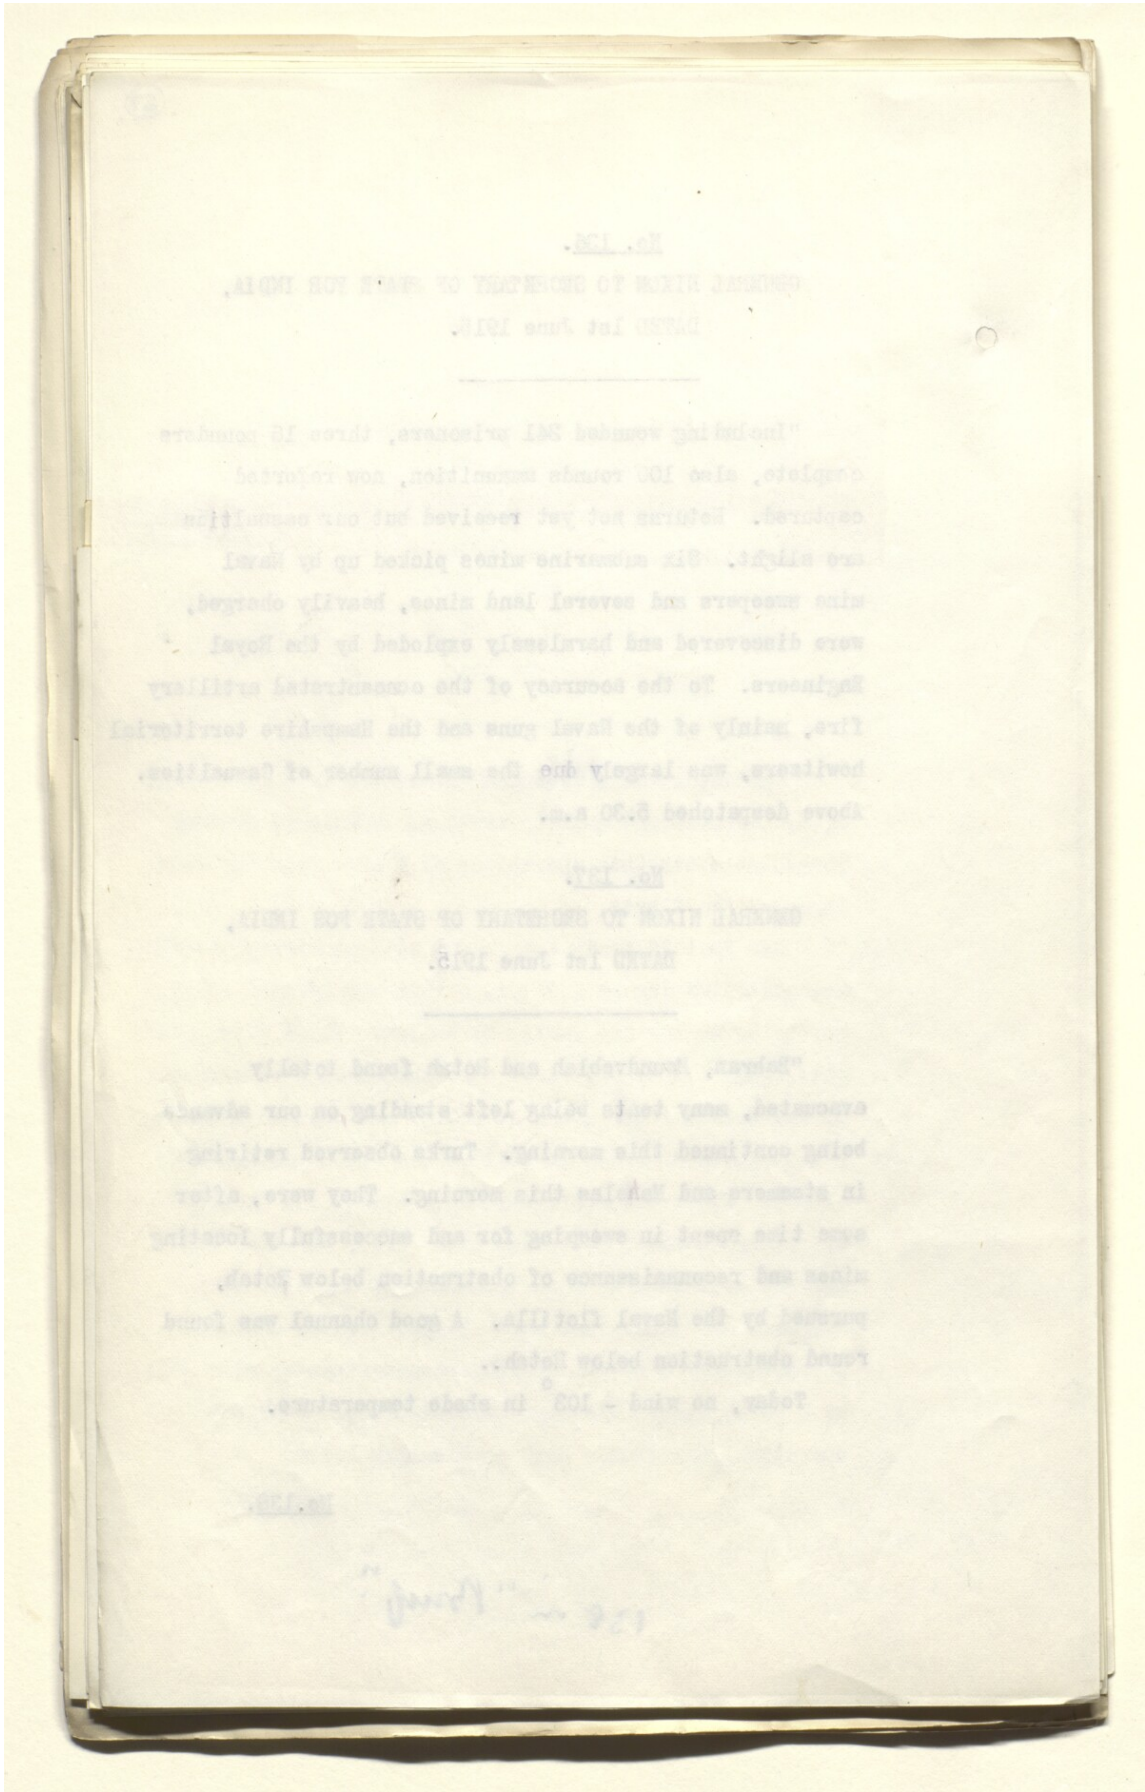 No. 136.
GENERAL NIXON TO SECRETARY OF STATE FOR INDIA,
DATED 1st June 1915.
"Including wounded 241 prisoners, three 15 pounders
complete, also 100 rounds ammunition, now reported
captured. Returns not yet received but our casualties
are slight. Six submarine mines picked up by Naval
mine sweepers and several land mines, heavily charged,
were discovered and harmlessly exploded by the Royal
Engineers. To the accuracy of the concentrated artillery
fire, mainly of the Naval guns and the Hampshire territorial
howitzers, was largely due the small number of Casualties.
Above despatched 5.30 a.m.
No. 137.
GENERAL NIXON TO SECRETARY OF STATE FOR INDIA,
DATED 1st June 1915.
"Bahran, and Ratah found totally
evacuated, many tents being left standing, on our advance
being continued this morning. Turks observed retiring
in steamers and Mahelas this morning. They were, after
some time spent in sweeping for and successfully locating
mines and reconnaissance of obstruction below Rotah,
pursued by the Naval flotilla. A good channel was found
round obstruction below Ratah..
Today, no wind - 103° in shade temperature.
No.138.
138 in "Brief"